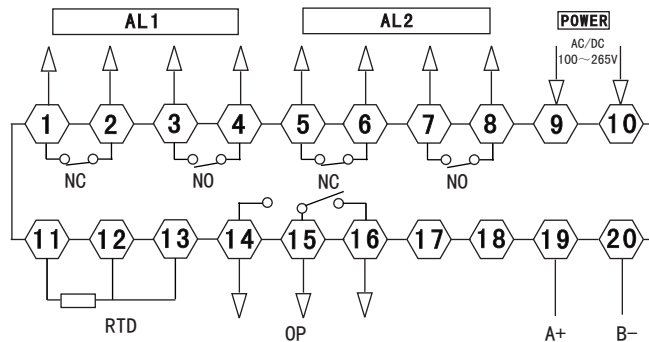 AL1 AL2 POWER
AC/DC
100～265V
1 2 3 4 5 6 7 8 9 10
NC NO NC NO
11 12 13 14 15 16 17 18 19 20
RTD OP A+ B-